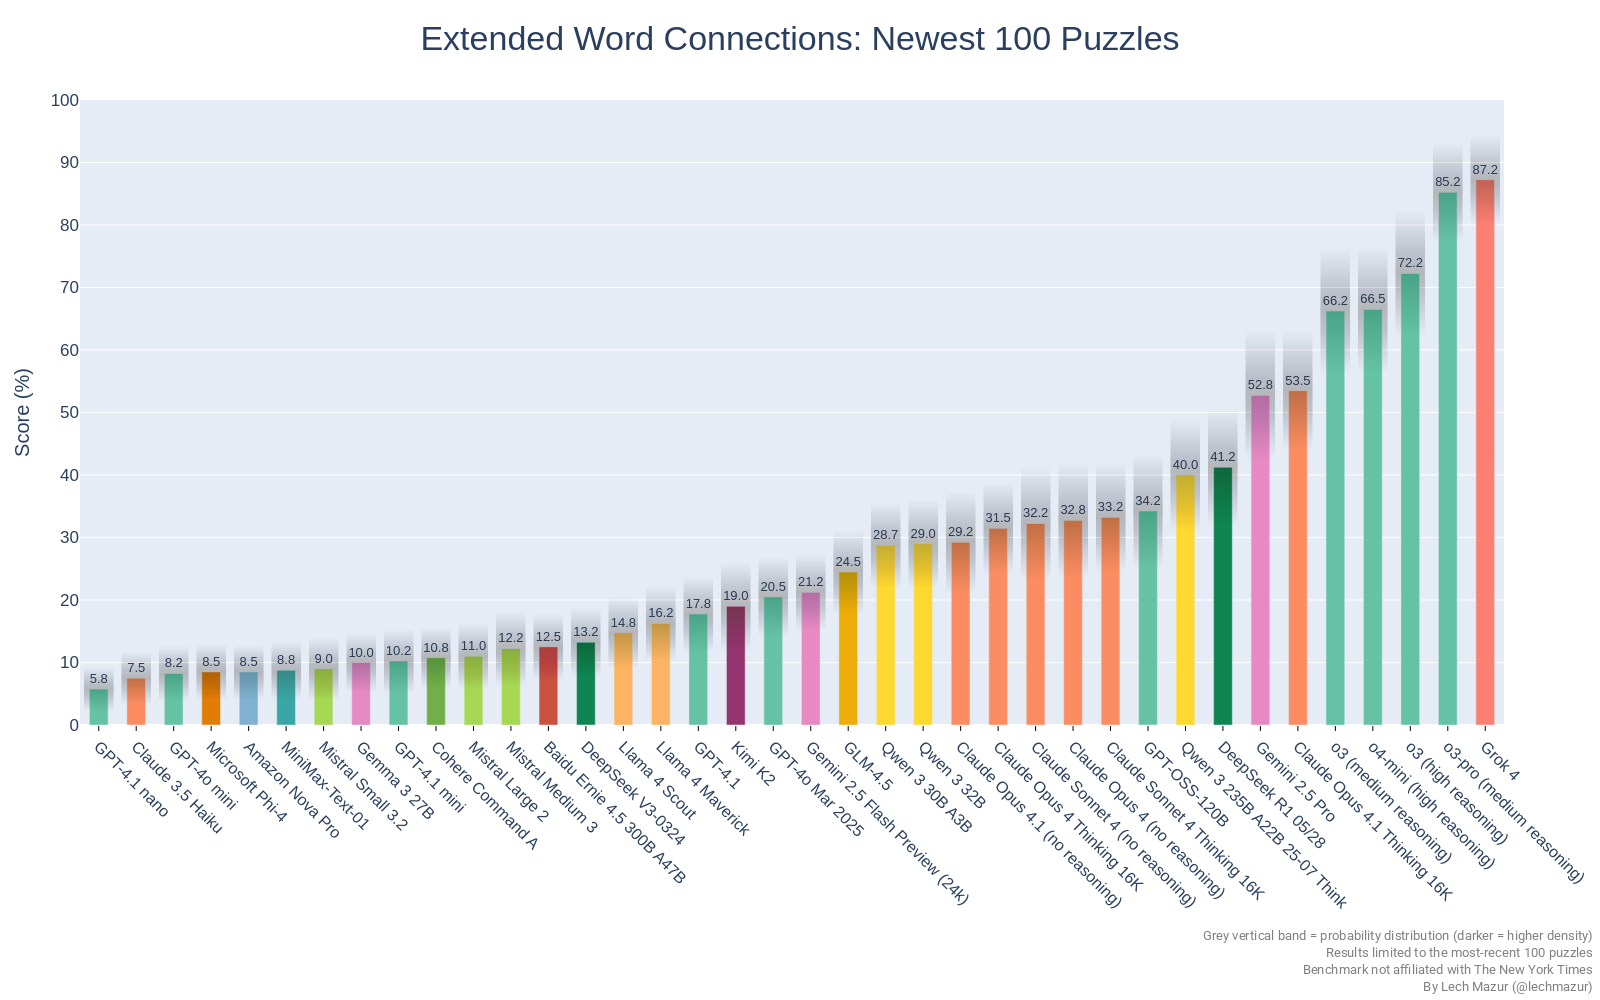 Extended Word Connections: Newest 100 Puzzles
Score (%)
100
90
80
70
60
50
40
30
20
10
0
5.8
7.5
8.2
8.5
8.5
8.8
9.0
10.0
10.2
10.8
11.0
12.2
12.5
13.2
14.8
16.2
17.8
19.0
20.5
21.2
24.5
28.7
29.0
29.2
31.5
32.2
32.8
33.2
34.2
40.0
41.2
52.8
53.5
66.2
66.5
72.2
85.2
87.2
GPT-4.1 nano
Claude 3.5 Haiku
GPT-4o mini
Microsoft Phi-4
Amazon Nova Pro
MiniMax-Text-01
Mistral Small 3.2
Gemma 3 27B
GPT-4.1 mini
Cohere Command A
Mistral Large 2
Mistral Medium 3
Baidu Ernie 4.5 300B A47B
DeepSeek V3-0324
Llama 4 Scout
Llama 4 Maverick
GPT-4.1
Kimi K2
GPT-4o Mar 2025
Gemini 2.5 Flash Preview (24k)
GLM-4.5
Qwen 3 30B A3B
Qwen 3 32B
Claude Opus 4.1 (no reasoning)
Claude Opus 4 Thinking 16K
Claude Sonnet 4 (no reasoning)
Claude Opus 4 (no reasoning)
Claude Sonnet 4 Thinking 16K
GPT-OSS-120B
Qwen 3 235B A22B 25-07 Think
DeepSeek R1 05/28
Gemini 2.5 Pro
Claude Opus 4.1 Thinking 16K
o3 (medium reasoning)
o4-mini (high reasoning)
o3 (high reasoning)
o3-pro (medium reasoning)
Grok 4
Grey vertical band = probability distribution (darker = higher density)
Results limited to the most-recent 100 puzzles
Benchmark not affiliated with The New York Times
By Lech Mazur (@lechmazur)